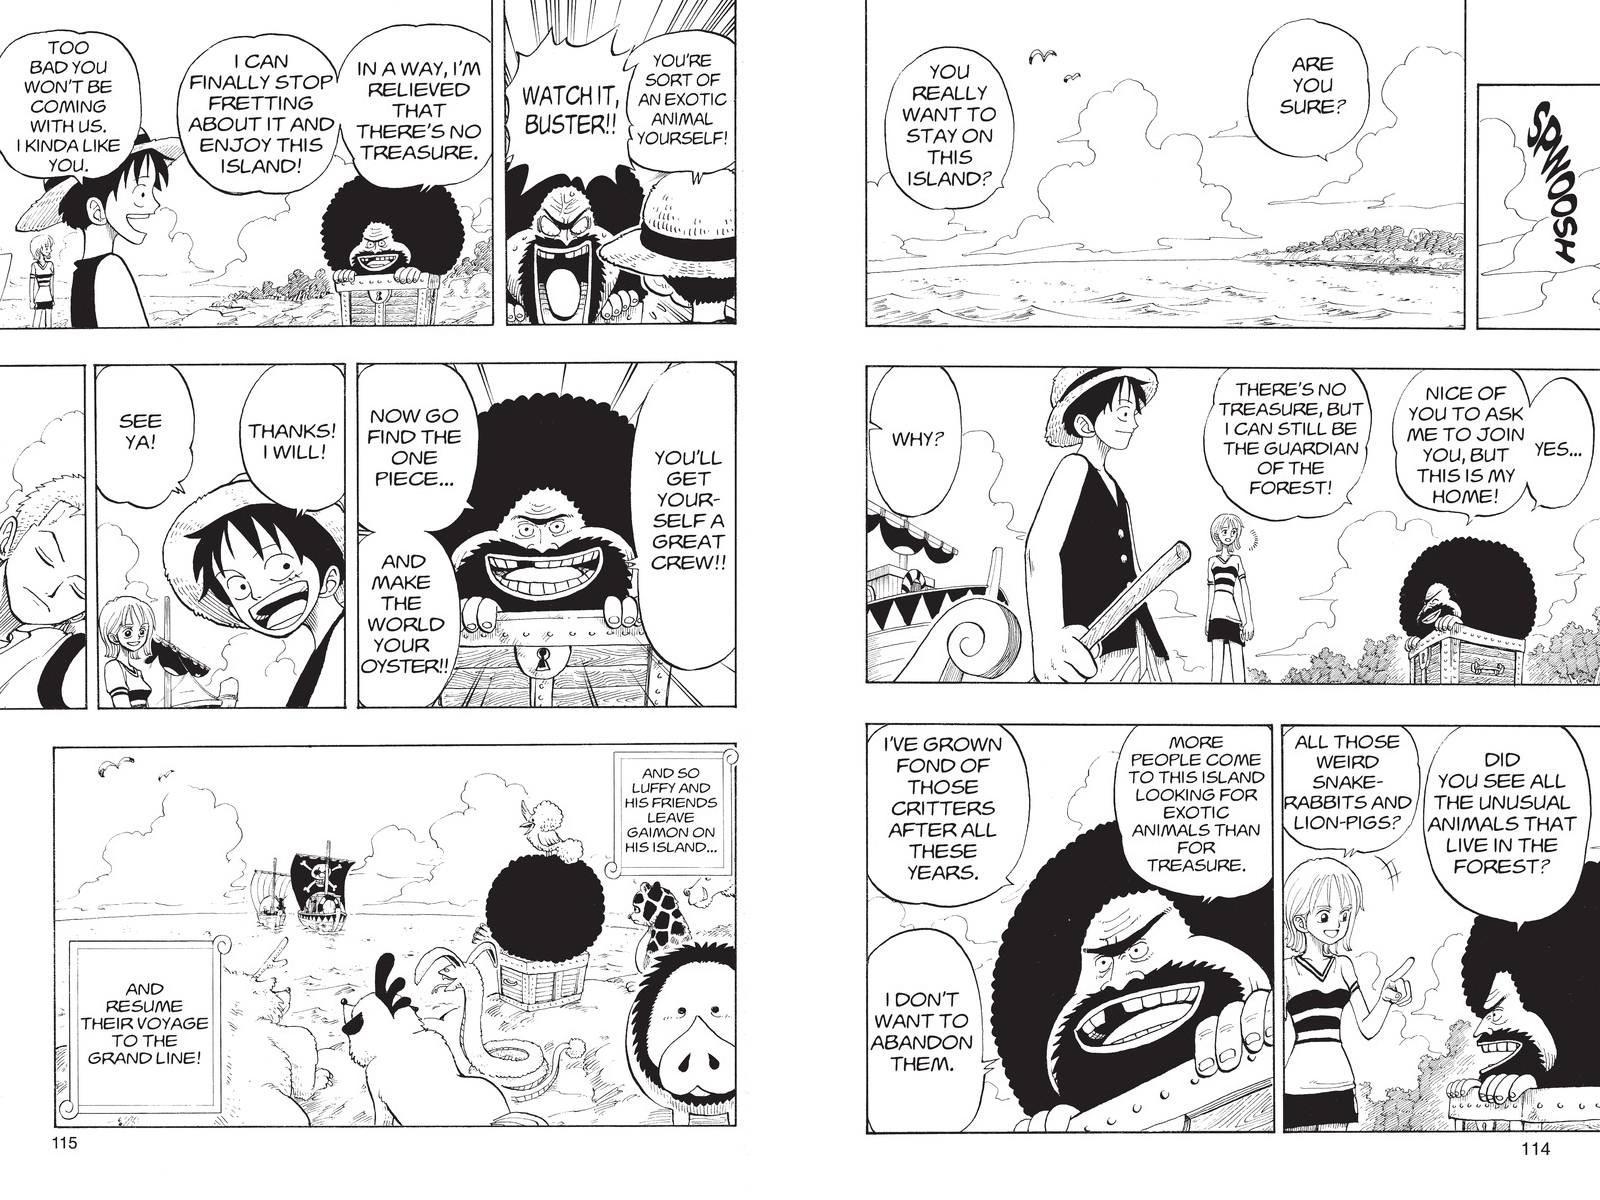 SPWOOSH
ARE
YOU
SURE?
YOU
REALLY
WANT TO
STAY ON
THIS
ISLAND?
YES...
NICE OF
YOU TO ASK
ME TO JOIN
YOU, BUT
THIS IS MY
HOME!
THERE'S NO
TREASURE, BUT
I CAN STILL BE
THE GUARDIAN
OF THE
FOREST!
WHY?
DID
YOU SEE ALL
THE UNUSUAL
ANIMALS THAT
LIVE IN THE
FOREST?
ALL THOSE
WEIRD
SNAKE-
RABBITS AND
LION-PIGS?
MORE
PEOPLE COME
TO THIS ISLAND
LOOKING FOR
EXOTIC
ANIMALS THAN
FOR
TREASURE.
I'VE GROWN
FOND OF
THOSE
CRITTERS
AFTER ALL
THESE
YEARS.
I DON'T
WANT TO
ABANDON
THEM.
114
YOU'RE
SORT OF
AN EXOTIC
ANIMAL
YOURSELF!
WATCH IT,
BUSTER!!
IN A WAY, I'M
RELIEVED
THAT
THERE'S NO
TREASURE.
I CAN
FINALLY STOP
FRETTING
ABOUT IT AND
ENJOY THIS
ISLAND!
TOO
BAD YOU
WON'T BE
COMING
WITH US.
I KINDA LIKE
YOU.
YOU'LL
GET
YOUR-
SELF A
GREAT
CREW!!
NOW GO
FIND THE
ONE
PIECE...
AND
MAKE
THE
WORLD
YOUR
OYSTER!!
THANKS!
I WILL!
SEE
YA!
AND SO
LUFFY AND
HIS FRIENDS
LEAVE
GAIMON ON
HIS ISLAND...
AND
RESUME
THEIR VOYAGE
TO THE
GRAND LINE!
115